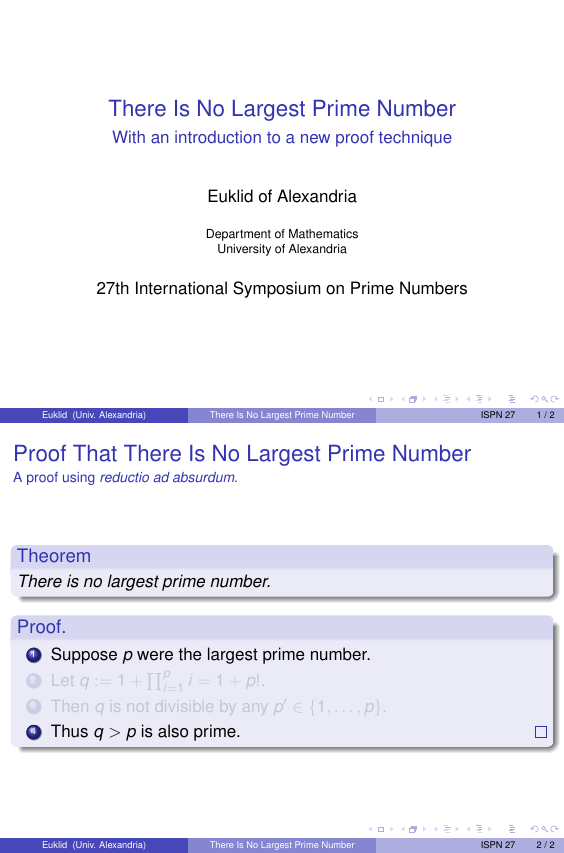 There Is No Largest Prime Number
With an introduction to a new proof technique
Euklid of Alexandria
Department of Mathematics
University of Alexandria
27th International Symposium on Prime Numbers
Euklid (Univ. Alexandria) There Is No Largest Prime Number ISPN 27 1 / 2
Proof That There Is No Largest Prime Number
A proof using reductio ad absurdum.
Theorem
There is no largest prime number.
Proof.
1 Suppose p were the largest prime number.
2 Let q := 1 + ∏_{i=1}^{p} i = 1 + p!.
3 Then q is not divisible by any p′ ∈ {1, . . . , p}.
4 Thus q > p is also prime. □
Euklid (Univ. Alexandria) There Is No Largest Prime Number ISPN 27 2 / 2